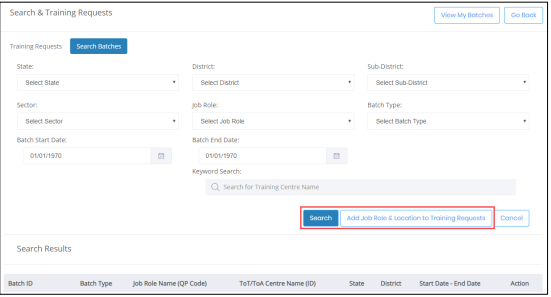 Search & Training Requests View My Batches Go Back
Training Requests Search Batches
State: District: Sub-District:
Select State Select District Select Sub-District
Sector: Job Role: Batch Type:
Select Sector Select Job Role Select Batch Type
Batch Start Date: Batch End Date:
01/01/1970 01/01/1970
Keyword Search:
Search for Training Centre Name
Search Add Job Role & Location to Training Requests Cancel
Search Results
Batch ID Batch Type Job Role Name (QP Code) ToT/ToA Centre Name (ID) State District Start Date - End Date Action